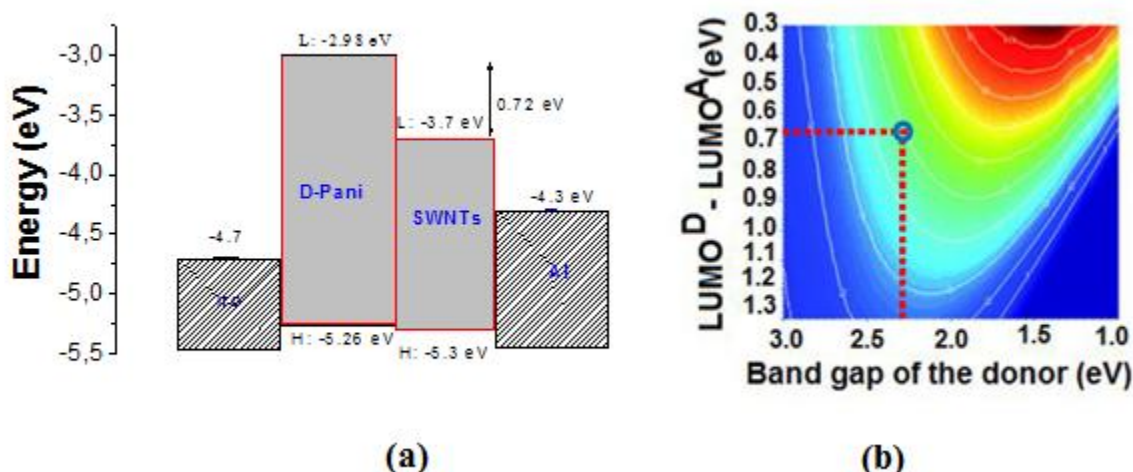 Energy (eV)
-3,0
-3,5
-4,0
-4,5
-5,0
-5,5
L: -2.98 eV
0.72 eV
L: -3.7 eV
D-Pani
SWNTs
-4.3 eV
-4.7
Al
H: -5.26 eV
H: -5.3 eV
(a)
LUMO^D - LUMO^A (eV)
0.3
0.4
0.5
0.6
0.7
0.8
0.9
1.0
1.1
1.2
1.3
3.0 2.5 2.0 1.5 1.0
Band gap of the donor (eV)
(b)